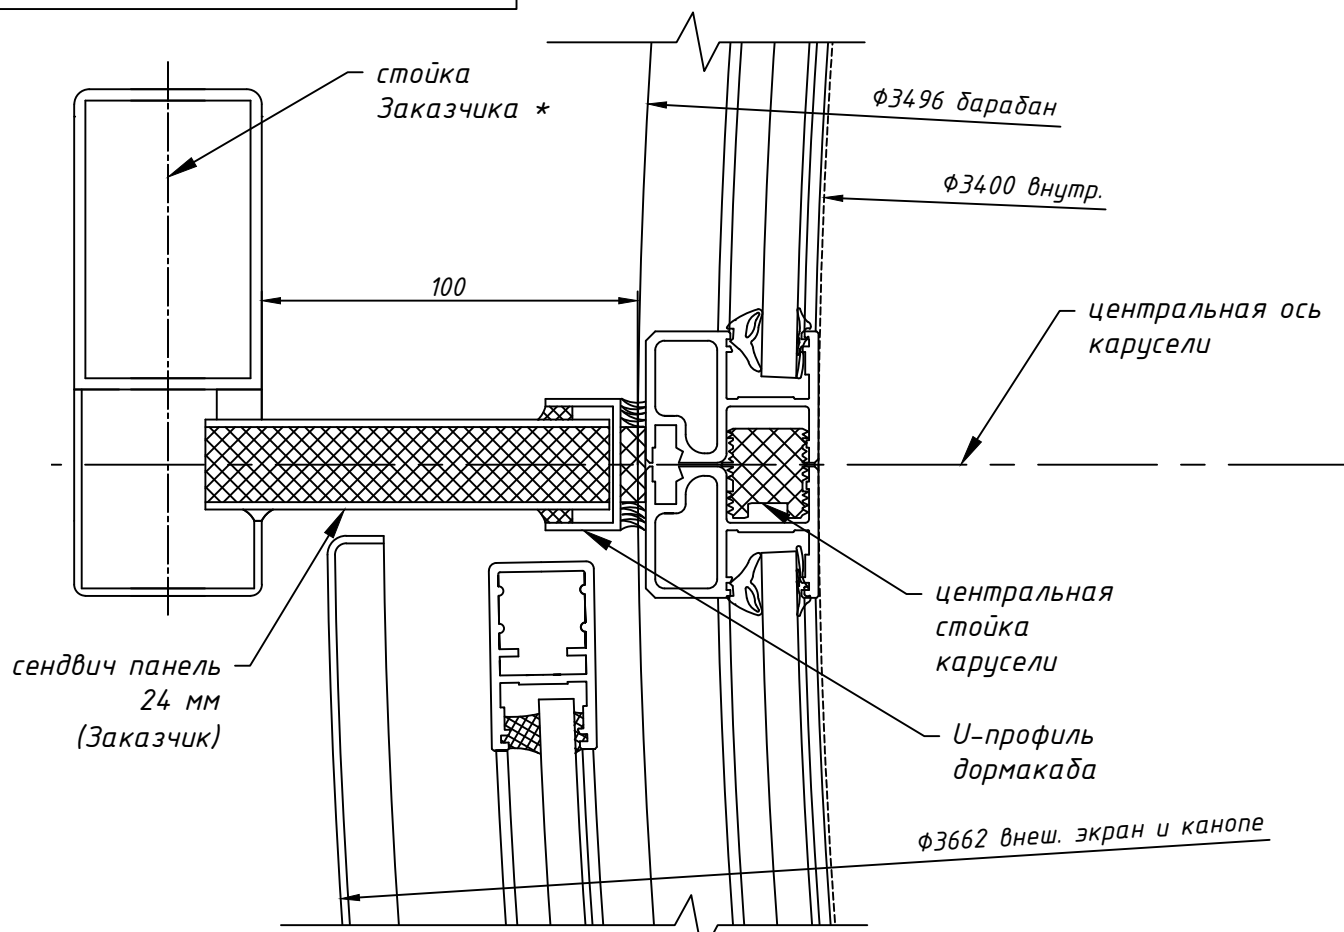 стойка
Заказчика *
Ф3496 барабан
Ф3400 внутр.
100
центральная ось
карусели
центральная
стойка
карусели
сендвич панель
24 мм
(Заказчик)
U-профиль
дормакаба
Ф3662 внеш. экран и канопе